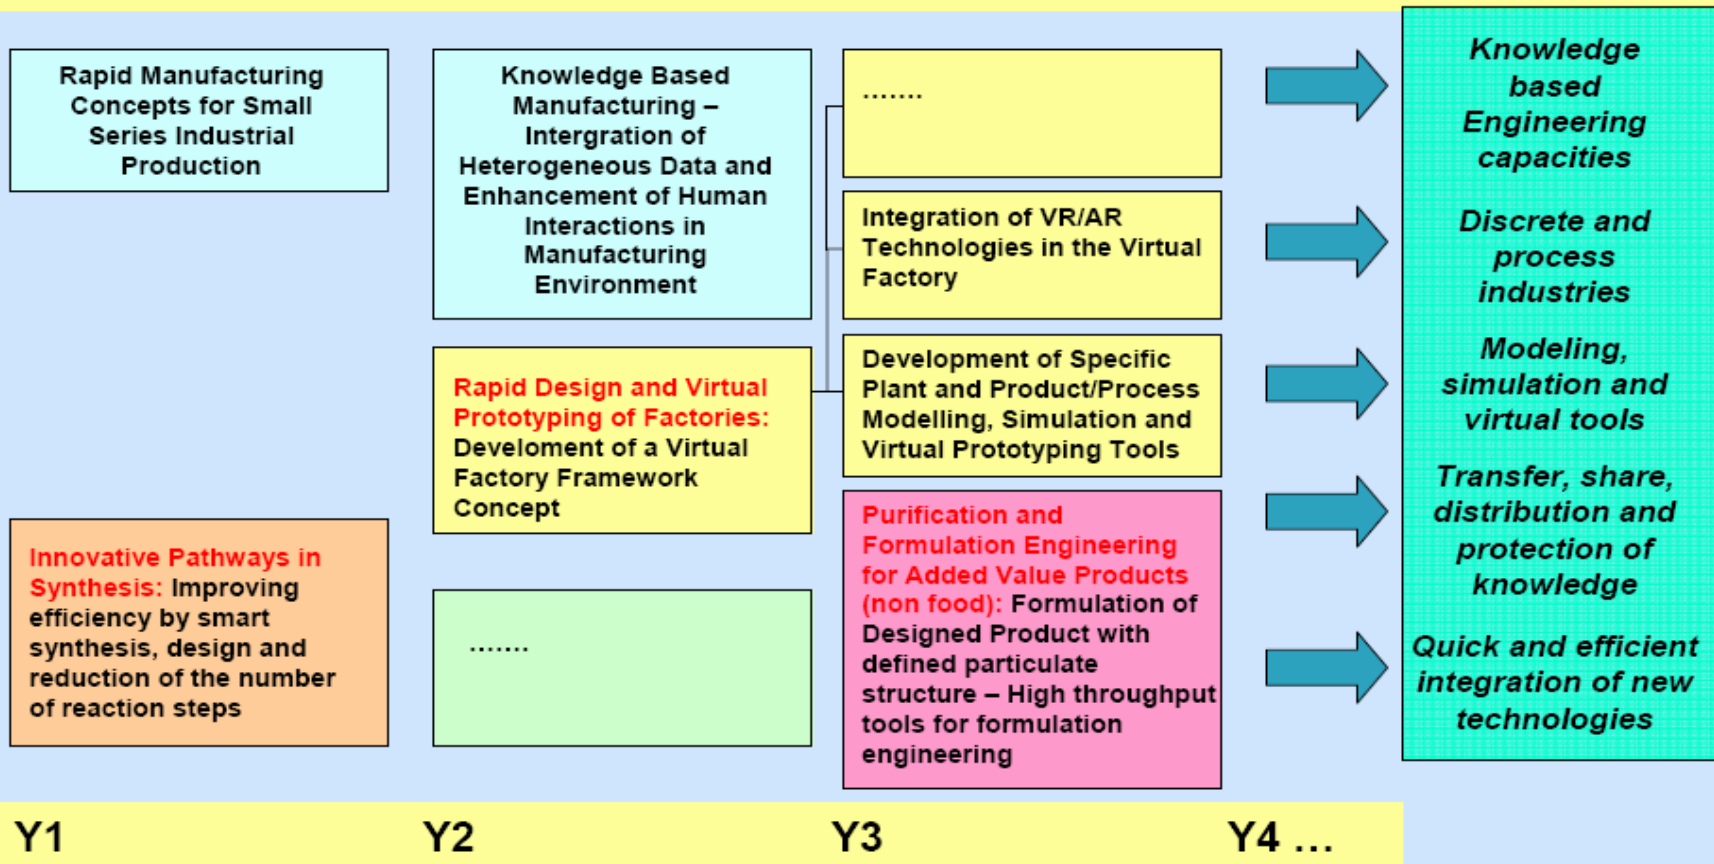 Rapid Manufacturing
Concepts for Small
Series Industrial
Production
Innovative Pathways in
Synthesis: Improving
efficiency by smart
synthesis, design and
reduction of the number
of reaction steps
Knowledge Based
Manufacturing –
Intergration of
Heterogeneous Data and
Enhancement of Human
Interactions in
Manufacturing
Environment
Rapid Design and Virtual
Prototyping of Factories:
Develoment of a Virtual
Factory Framework
Concept
.......
.......
Integration of VR/AR
Technologies in the Virtual
Factory
Development of Specific
Plant and Product/Process
Modelling, Simulation and
Virtual Prototyping Tools
Purification and
Formulation Engineering
for Added Value Products
(non food): Formulation of
Designed Product with
defined particulate
structure – High throughput
tools for formulation
engineering
Knowledge
based
Engineering
capacities
Discrete and
process
industries
Modeling,
simulation and
virtual tools
Transfer, share,
distribution and
protection of
knowledge
Quick and efficient
integration of new
technologies
Y1
Y2
Y3
Y4 ...